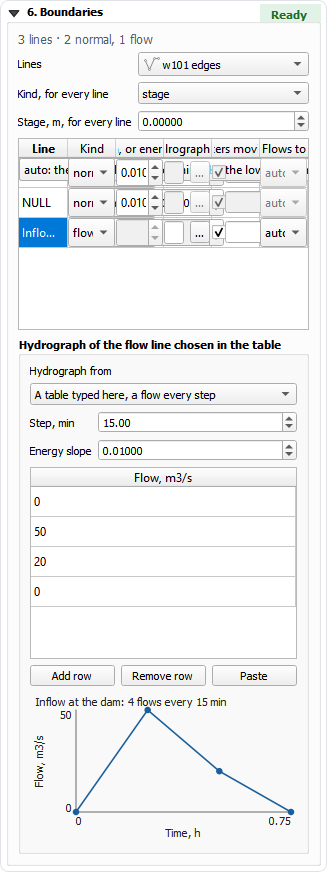 6. Boundaries
Ready
3 lines · 2 normal, 1 flow
Lines
w101 edges
Kind, for every line
stage
Stage, m, for every line
0.00000
Line Kind , or ener lrograph ters mov Flows to
auto: the nor 0.010 ... the low auto
NULL nor 0.010 ... auto
Inflo... flow ... auto
Hydrograph of the flow line chosen in the table
Hydrograph from
A table typed here, a flow every step
Step, min
15.00
Energy slope
0.01000
Flow, m3/s
0
50
20
0
Add row Remove row Paste
Inflow at the dam: 4 flows every 15 min
50
Flow, m3/s
0
0 0.75
Time, h